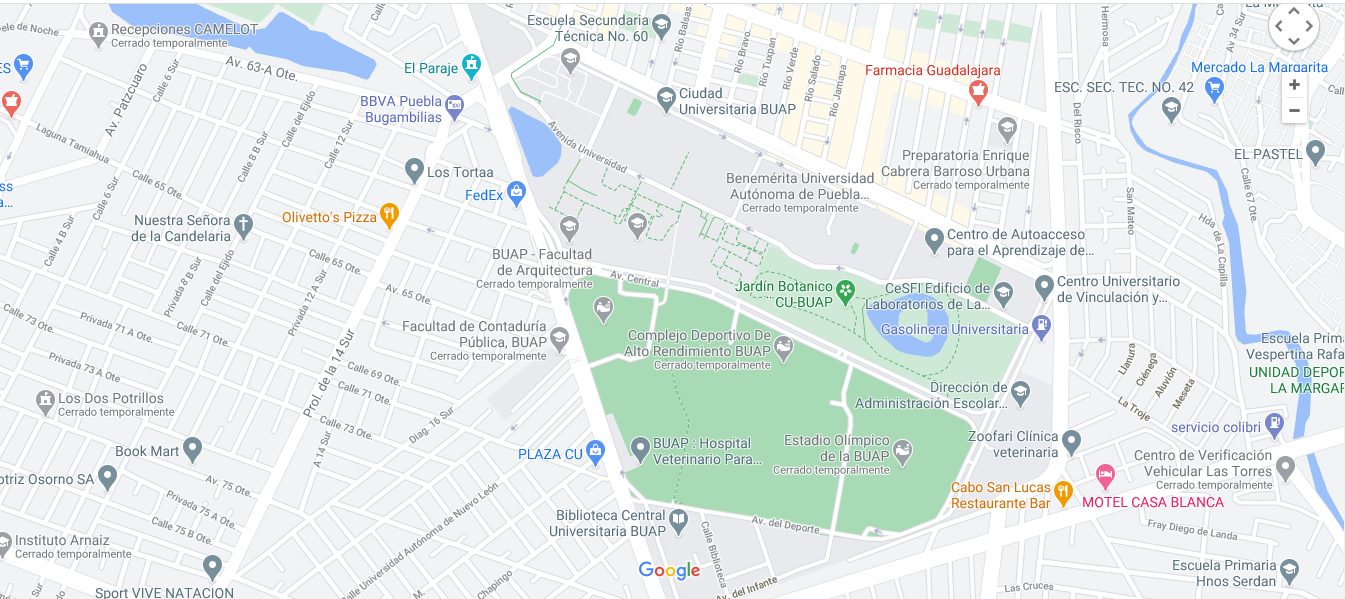 Escuela Secundaria
Técnica No. 60
Recepciones CAMELOT
Cerrado temporalmente
El Paraje
Av. 63-A Ote.
Calle 6 Sur
Av. Patzcuaro
Laguna Tamiahua
BBVA Puebla
Bugambilias
Calle del Ejido
Calle 12 Sur
Calle 8 B Sur
Calle 65 Ote.
Río Balsas
Río Bravo
Río Tuxpan
Río Verde
Río Salado
Río Jamapa
Farmacia Guadalajara
Hermosa
Mercado La Margarita
ESC. SEC. TEC. NO. 42
Av 34 Sur
Ciudad
Universitaria BUAP
Avenida Universidad
Del Risco
EL PASTEL
Preparatoria Enrique
Cabrera Barroso Urbana
Cerrado temporalmente
Los Tortaa
FedEx
Olivetto's Pizza
Nuestra Señora
de la Candelaria
Calle 6 Sur
Calle 4 B Sur
Benemérita Universidad
Autónoma de Puebla...
Cerrado temporalmente
Calle 67 Ote.
San Mateo
Hda de La Capilla
Centro de Autoacceso
para el Aprendizaje de...
BUAP - Facultad
de Arquitectura
Cerrado temporalmente
Av. Central
Calle 65 Ote.
Av. 65 Ote.
Calle del Ejido
Privada 8 B Sur
Privada 12 A Sur
Jardín Botanico
CU-BUAP
CeSFI Edificio de
Laboratorios de La...
Centro Universitario
de Vinculación y...
Gasolinera Universitaria
Calle 73 Ote.
Privada 71 A Ote.
Calle 69 Ote.
Facultad de Contaduría
Pública, BUAP
Cerrado temporalmente
Complejo Deportivo De
Alto Rendimiento BUAP
Cerrado temporalmente
Escuela Prima
Vespertina Rafa
UNIDAD DEPOR
LA MARGAR
Llanura
Ciénega
Aluvión
Meseta
La Troje
Privada 73 A Ote.
Calle 71 Ote.
Prol. de la 14 Sur
Los Dos Potrillos
Cerrado temporalmente
Dirección de
Administración Escolar...
Calle 73 Ote.
Diag. 16 Sur
servicio colibri
Book Mart
A 14 Sur
PLAZA CU
BUAP : Hospital
Veterinario Para...
Estadio Olímpico
de la BUAP
Cerrado temporalmente
Zoofari Clínica
veterinaria
Centro de Verificación
Vehicular Las Torres
Cerrado temporalmente
otriz Osorno SA
Av. 75 Ote.
Calle 75 Ote.
Cabo San Lucas
Restaurante Bar
MOTEL CASA BLANCA
Biblioteca Central
Universitaria BUAP
Av. del Deporte
Calle Biblioteca
Calle Universidad Autónoma de Nuevo León
Fray Diego de Landa
Instituto Arnaiz
Cerrado temporalmente
Google
Chapingo
Av. del Infante
Las Cruces
Escuela Primaria
Hnos Serdan
Sport VIVE NATACION